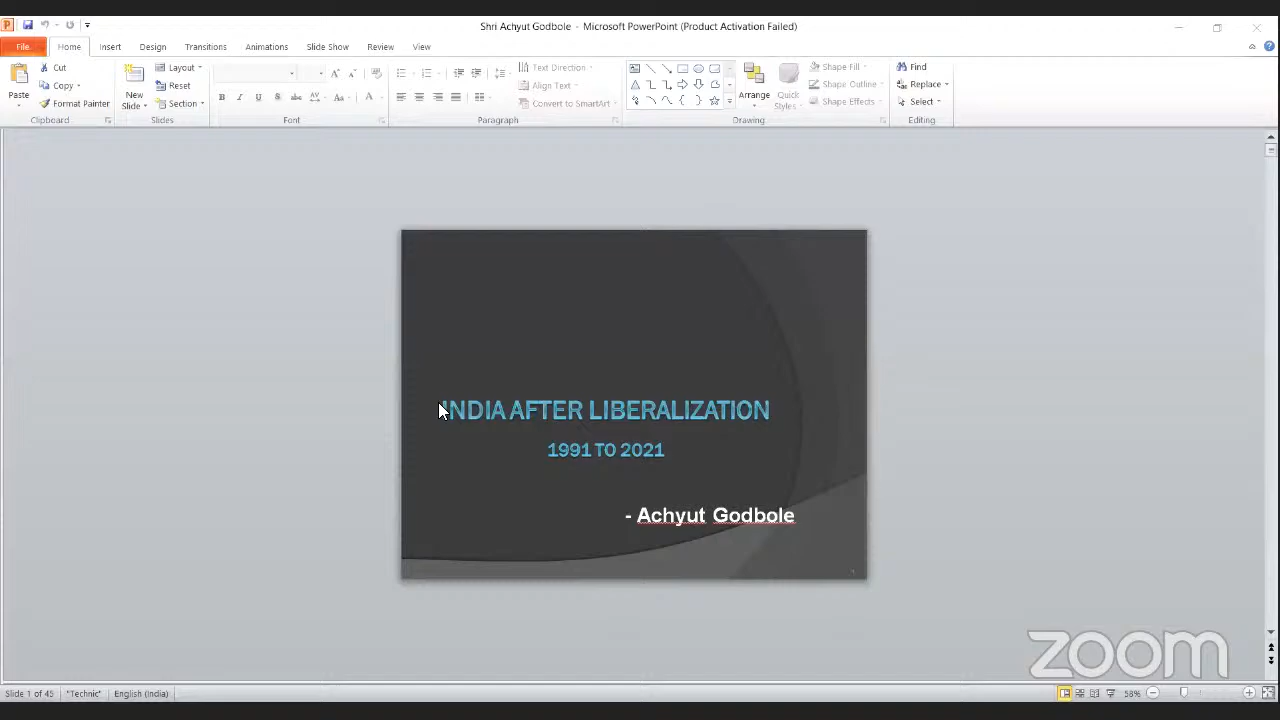 Shri Achyut Godbole - Microsoft PowerPoint (Product Activation Failed)
File Home Insert Design Transitions Animations Slide Show Review View
Paste
Cut
Copy
Format Painter
Clipboard
New
Slide
Layout
Reset
Section
Slides
Font
Text Direction
Align Text
Convert to SmartArt
Paragraph
Arrange
Quick
Styles
Shape Fill
Shape Outline
Shape Effects
Drawing
Find
Replace
Select
Editing
INDIA AFTER LIBERALIZATION
1991 TO 2021
- Achyut Godbole
zoom
Slide 1 of 45 "Technic" English (India) 58%